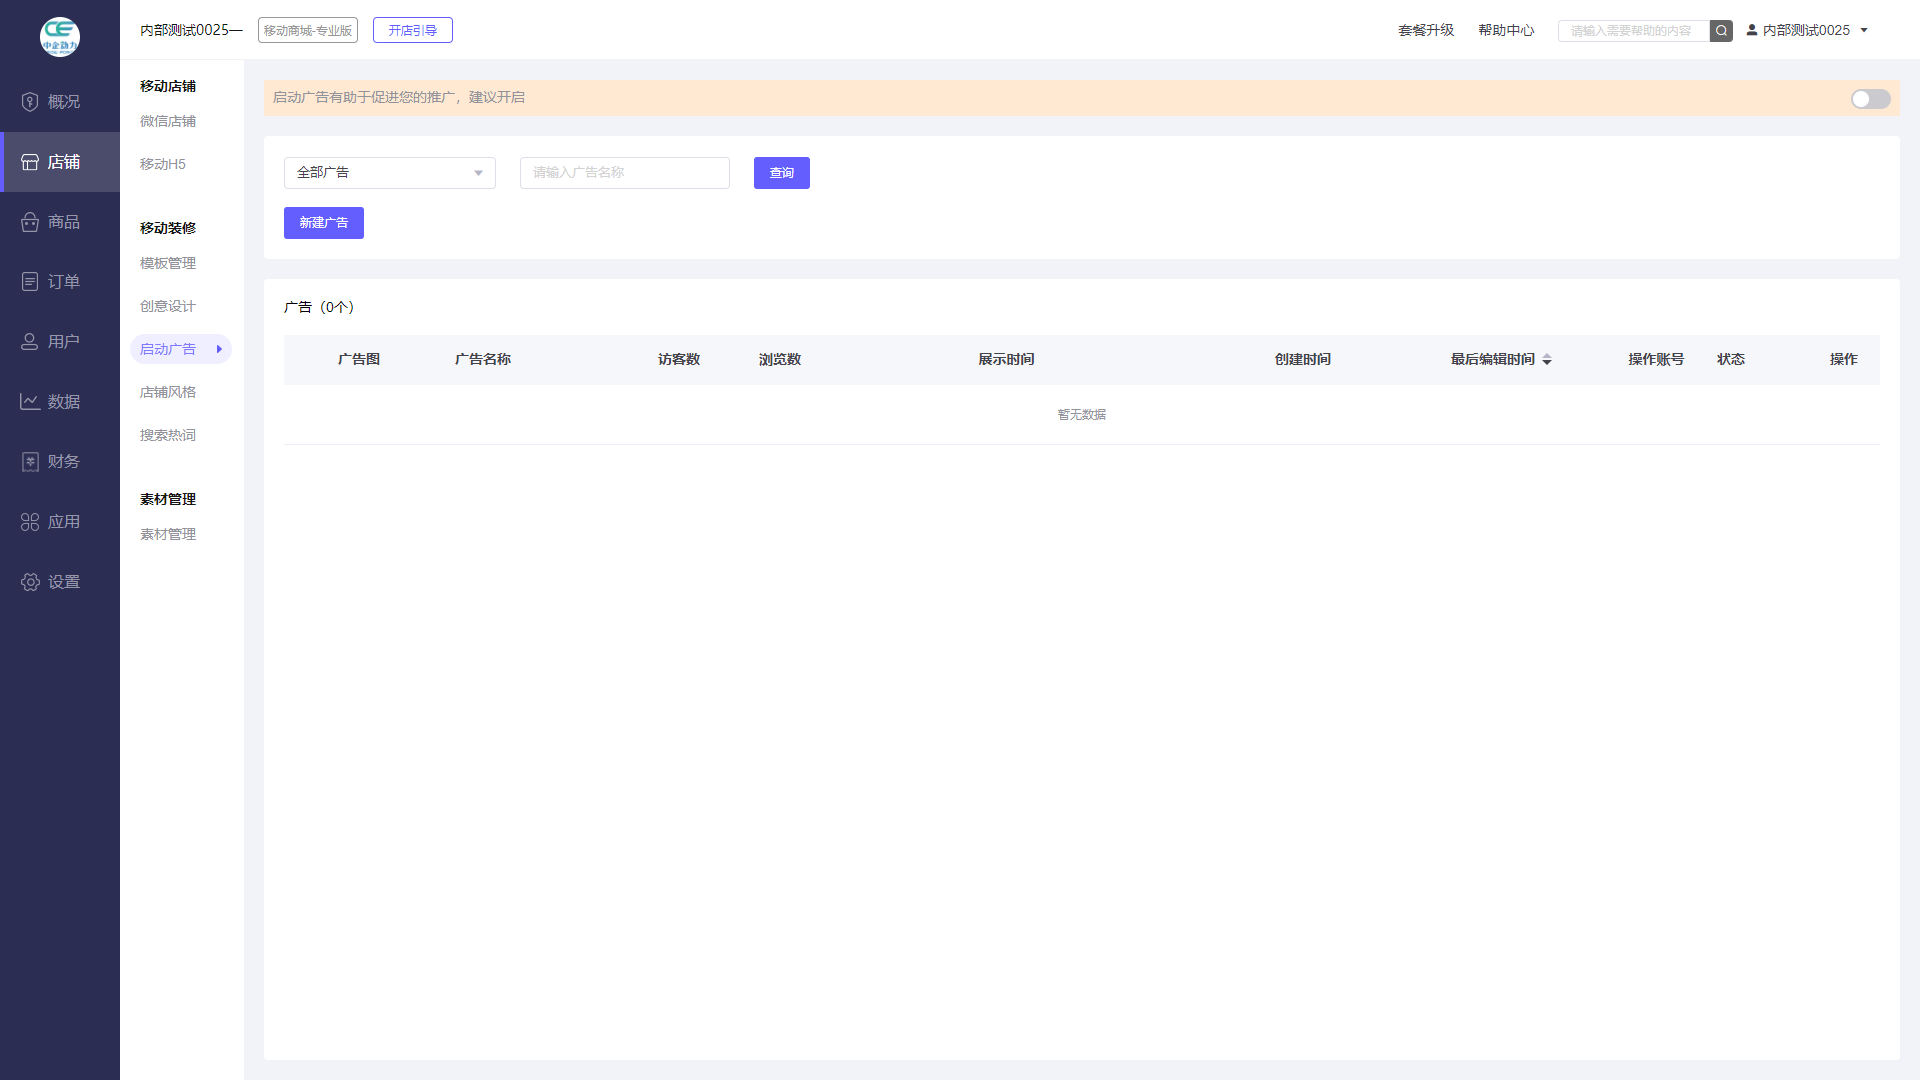 内部测试0025—
移动商城-专业版
开店引导
套餐升级
帮助中心
请输入需要帮助的内容
内部测试0025
中企动力
概况
店铺
商品
订单
用户
数据
财务
应用
设置
移动店铺
微信店铺
移动H5
移动装修
模板管理
创意设计
启动广告
店铺风格
搜索热词
素材管理
素材管理
启动广告有助于促进您的推广，建议开启
全部广告
请输入广告名称
查询
新建广告
广告（0个）
广告图 广告名称 访客数 浏览数 展示时间 创建时间 最后编辑时间 操作账号 状态 操作
暂无数据